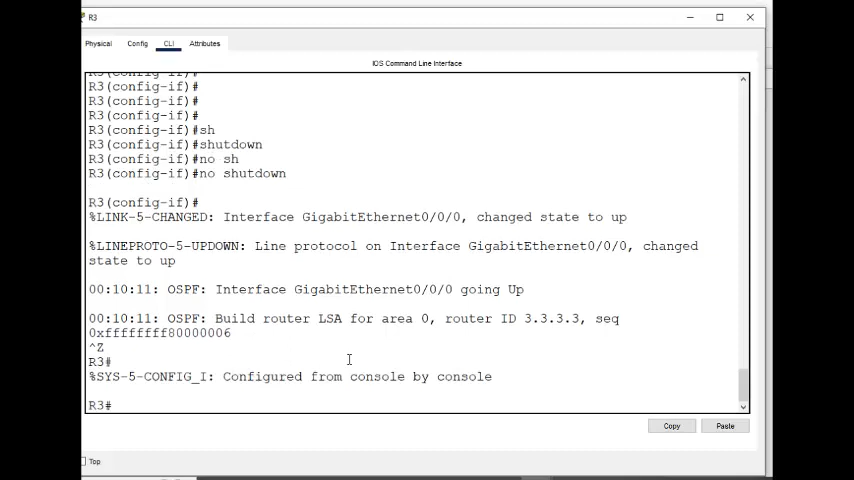 R3
Physical Config CLI Attributes
IOS Command Line Interface
R3(config-if)#
R3(config-if)#
R3(config-if)#
R3(config-if)#
R3(config-if)#sh
R3(config-if)#shutdown
R3(config-if)#no sh
R3(config-if)#no shutdown
R3(config-if)#
%LINK-5-CHANGED: Interface GigabitEthernet0/0/0, changed state to up
%LINEPROTO-5-UPDOWN: Line protocol on Interface GigabitEthernet0/0/0, changed
state to up
00:10:11: OSPF: Interface GigabitEthernet0/0/0 going Up
00:10:11: OSPF: Build router LSA for area 0, router ID 3.3.3.3, seq
0xffffffff80000006
^Z
R3#
%SYS-5-CONFIG_I: Configured from console by console
R3#
Copy Paste
Top